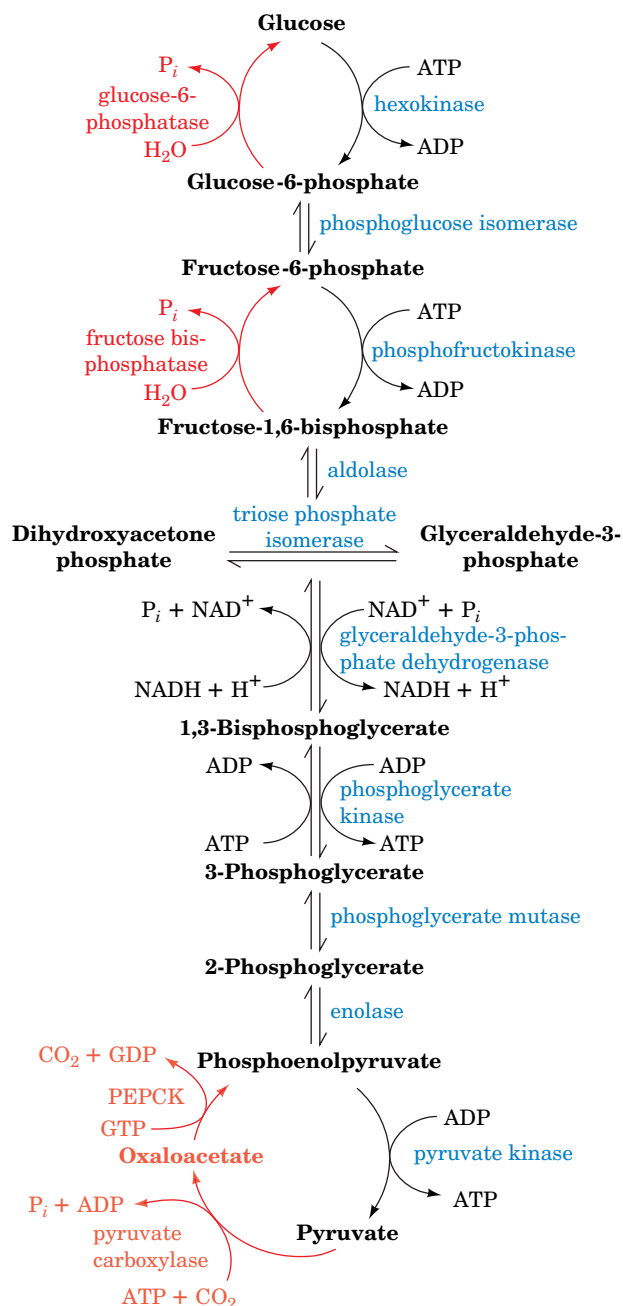 Glucose
P𝑖
ATP
glucose-6-
phosphatase
hexokinase
H₂O
ADP
Glucose-6-phosphate
phosphoglucose isomerase
Fructose-6-phosphate
P𝑖
ATP
fructose bis-
phosphatase
phosphofructokinase
H₂O
ADP
Fructose-1,6-bisphosphate
aldolase
Dihydroxyacetone
phosphate
triose phosphate
isomerase
Glyceraldehyde-3-
phosphate
P𝑖 + NAD⁺
NAD⁺ + P𝑖
glyceraldehyde-3-phos-
phate dehydrogenase
NADH + H⁺
NADH + H⁺
1,3-Bisphosphoglycerate
ADP
ADP
phosphoglycerate
kinase
ATP
ATP
3-Phosphoglycerate
phosphoglycerate mutase
2-Phosphoglycerate
enolase
CO₂ + GDP
Phosphoenolpyruvate
PEPCK
GTP
ADP
Oxaloacetate
pyruvate kinase
ATP
P𝑖 + ADP
Pyruvate
pyruvate
carboxylase
ATP + CO₂